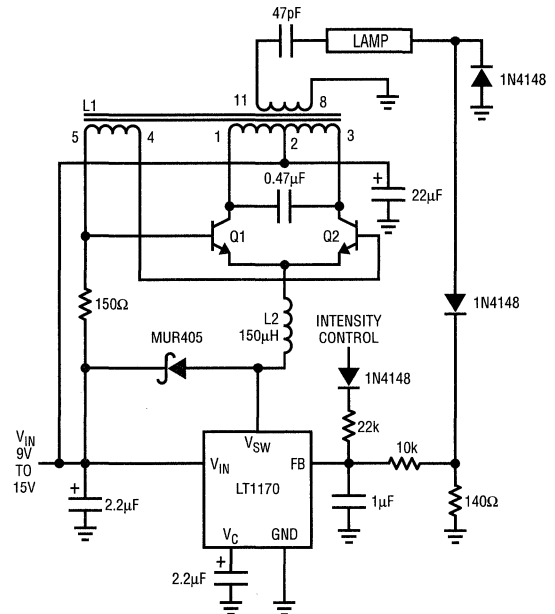 47pF
LAMP
1N4148
11
8
L1
5
4
1
2
3
0.47µF
+
22µF
Q1
Q2
150Ω
L2
150µH
MUR405
INTENSITY
CONTROL
1N4148
1N4148
22k
VSW
VIN
9V
TO
15V
VIN
FB
10k
LT1170
+
2.2µF
1µF
140Ω
VC
GND
+
2.2µF